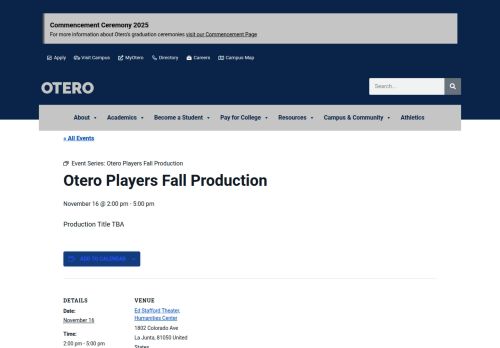 Commencement Ceremony 2025
For more information about Otero's graduation ceremonies visit our Commencement Page
Apply Visit Campus MyOtero Directory Careers Campus Map
OTERO
Search...
About Academics Become a Student Pay for College Resources Campus & Community Athletics
« All Events
Event Series: Otero Players Fall Production
Otero Players Fall Production
November 16 @ 2:00 pm - 5:00 pm
Production Title TBA
ADD TO CALENDAR
DETAILS
Date:
November 16
Time:
2:00 pm - 5:00 pm
VENUE
Ed Stafford Theater,
Humanities Center
1802 Colorado Ave
La Junta, 81050 United
States